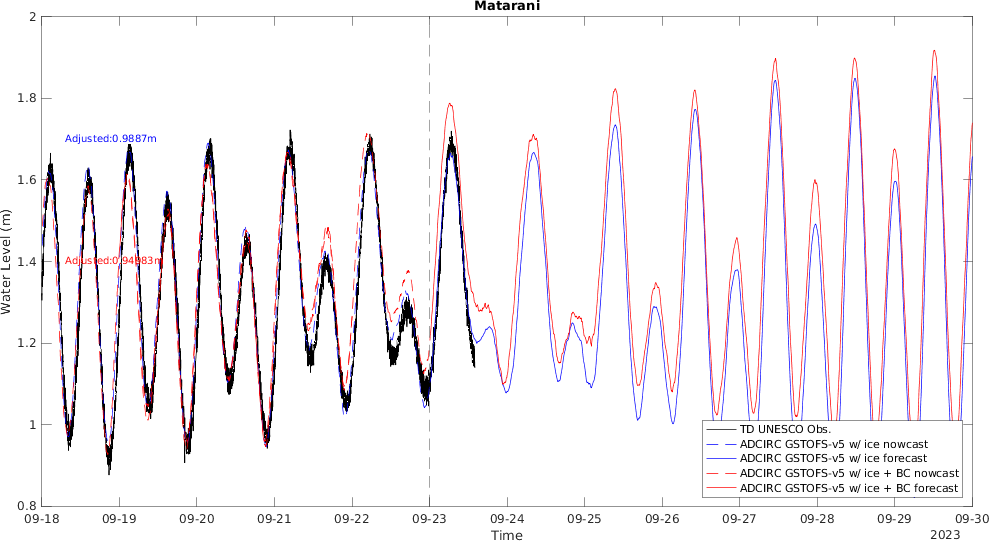 Matarani
2
1.8
1.6
1.4
1.2
1
0.8
Water Level (m)
Adjusted:0.9887m
Adjusted:0.94983m
TD UNESCO Obs.
ADCIRC GSTOFS-v5 w/ ice nowcast
ADCIRC GSTOFS-v5 w/ ice forecast
ADCIRC GSTOFS-v5 w/ ice + BC nowcast
ADCIRC GSTOFS-v5 w/ ice + BC forecast
09-18 09-19 09-20 09-21 09-22 09-23 09-24 09-25 09-26 09-27 09-28 09-29 09-30
Time
2023